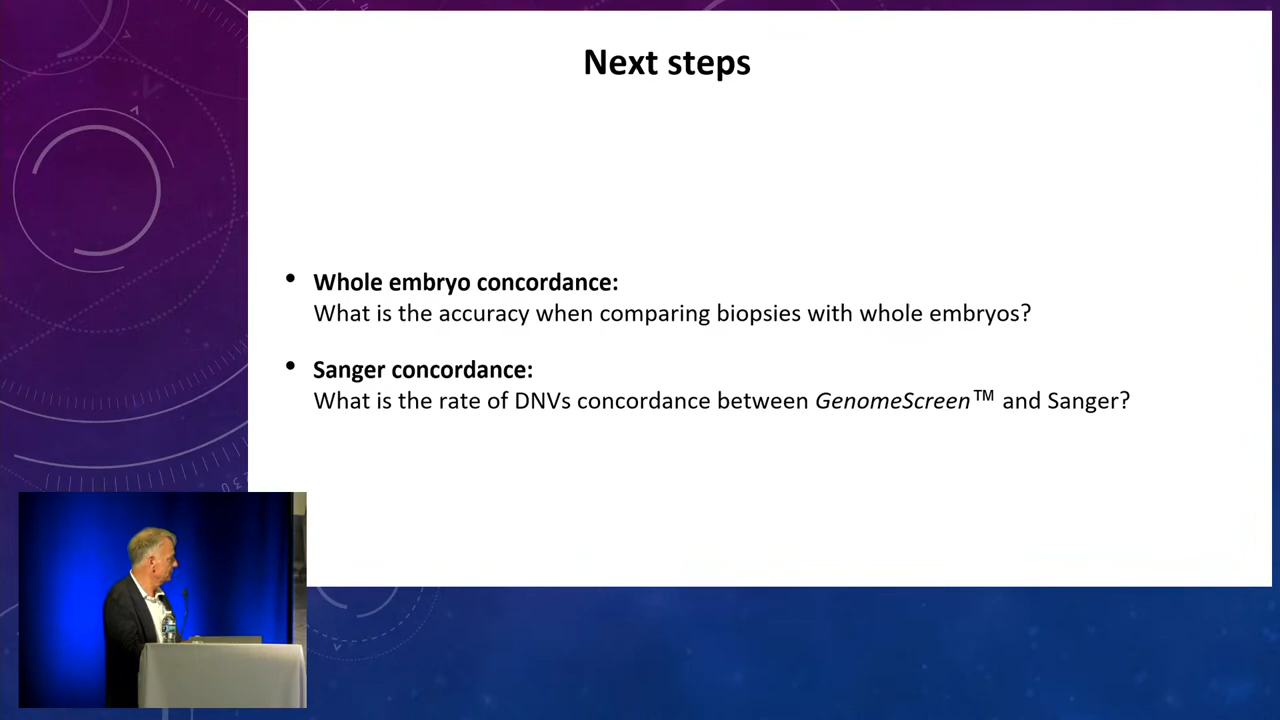 Next steps
• Whole embryo concordance:
What is the accuracy when comparing biopsies with whole embryos?
• Sanger concordance:
What is the rate of DNVs concordance between GenomeScreen™ and Sanger?
230